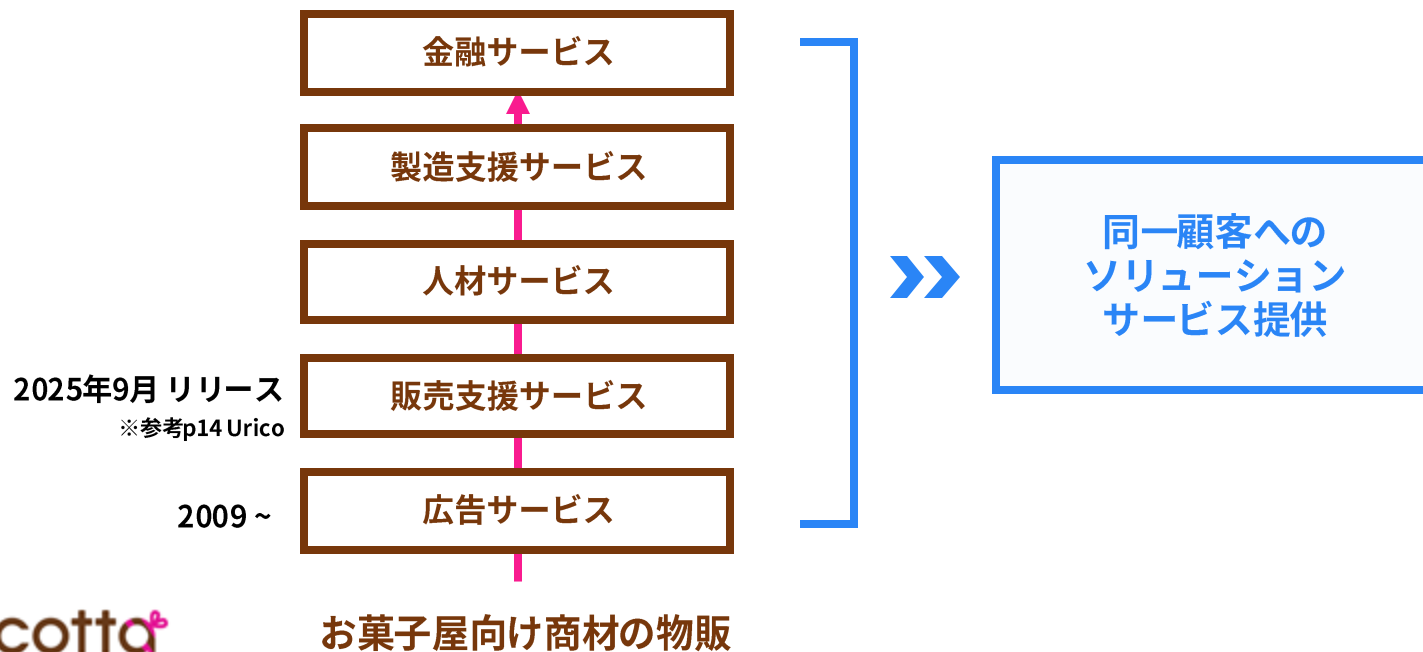 金融サービス
製造支援サービス
人材サービス
2025年9月 リリース
※参考p14 Urico
販売支援サービス
2009 ~
広告サービス
cotta
お菓子屋向け商材の物販
同一顧客への
ソリューション
サービス提供